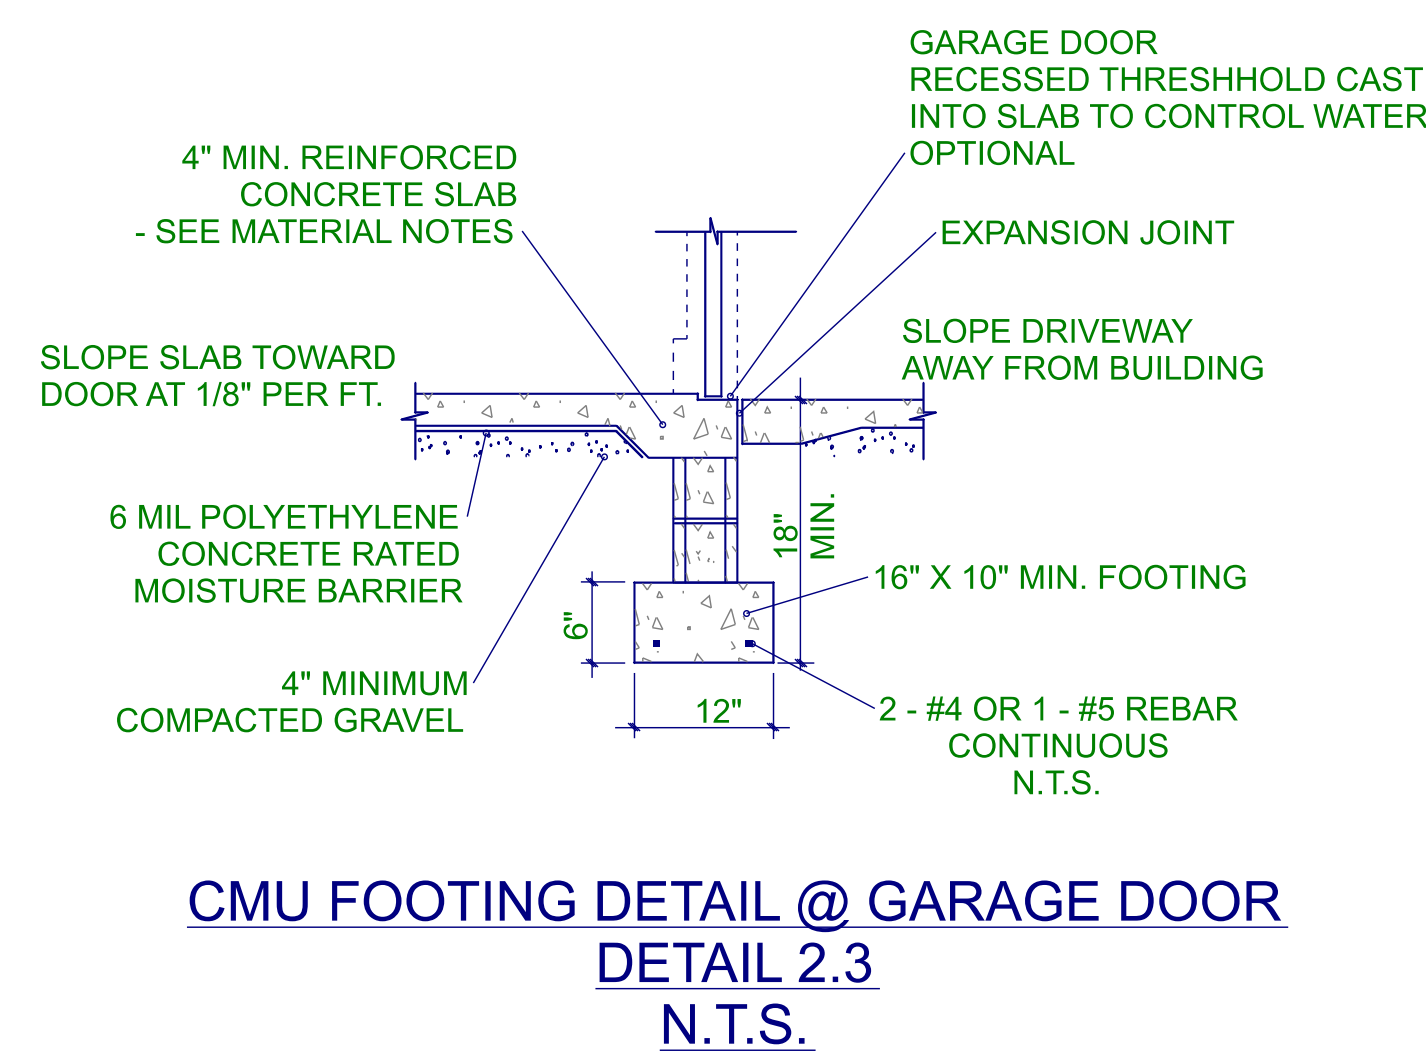 GARAGE DOOR
RECESSED THRESHHOLD CAST
INTO SLAB TO CONTROL WATER
OPTIONAL
4" MIN. REINFORCED
CONCRETE SLAB
- SEE MATERIAL NOTES
EXPANSION JOINT
SLOPE DRIVEWAY
AWAY FROM BUILDING
SLOPE SLAB TOWARD
DOOR AT 1/8" PER FT.
6 MIL POLYETHYLENE
CONCRETE RATED
MOISTURE BARRIER
18"
MIN.
16" X 10" MIN. FOOTING
6"
4" MINIMUM
COMPACTED GRAVEL
12"
2 - #4 OR 1 - #5 REBAR
CONTINUOUS
N.T.S.
CMU FOOTING DETAIL @ GARAGE DOOR
DETAIL 2.3
N.T.S.